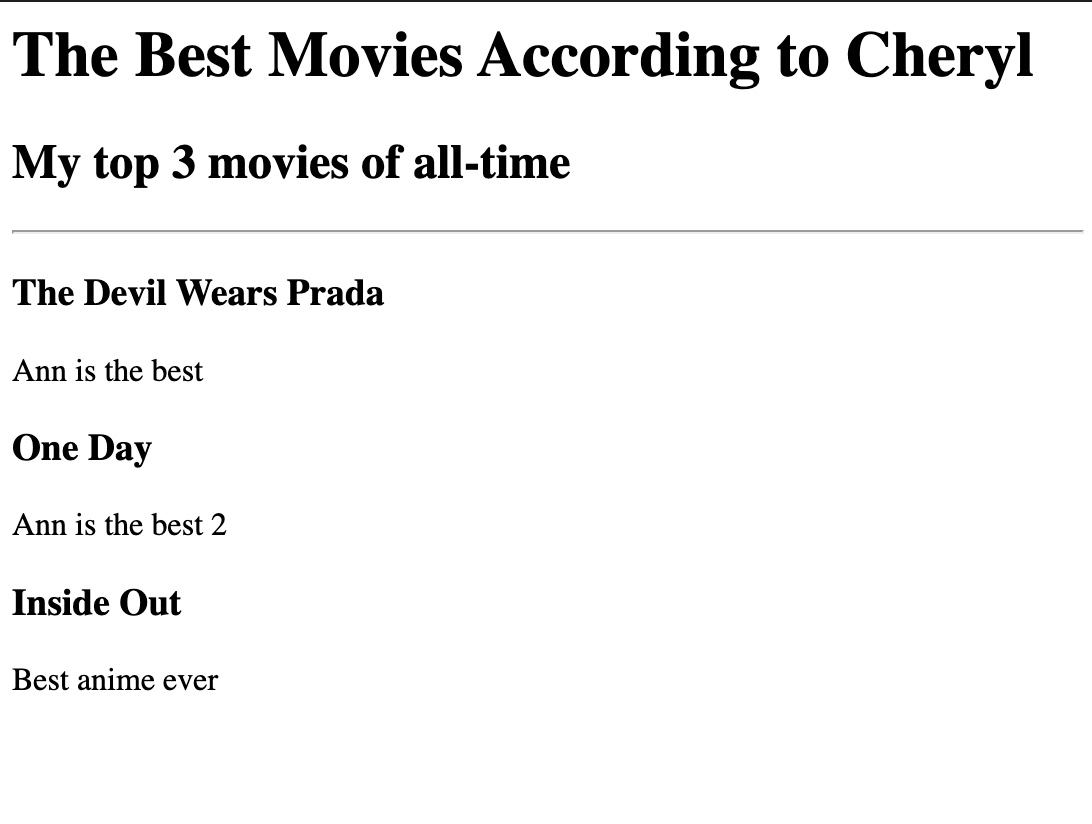 The Best Movies According to Cheryl
My top 3 movies of all-time
The Devil Wears Prada
Ann is the best
One Day
Ann is the best 2
Inside Out
Best anime ever